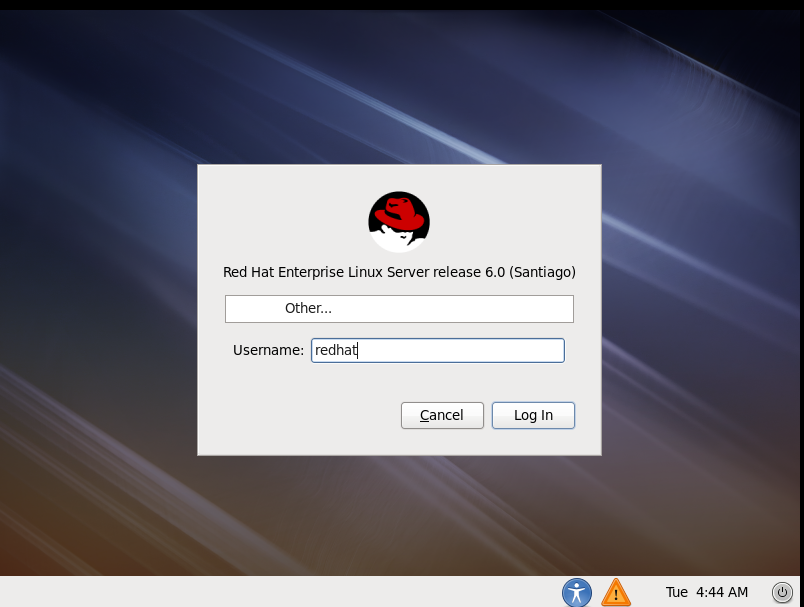 Red Hat Enterprise Linux Server release 6.0 (Santiago)
Other...
Username: redhat
Cancel Log In
Tue 4:44 AM